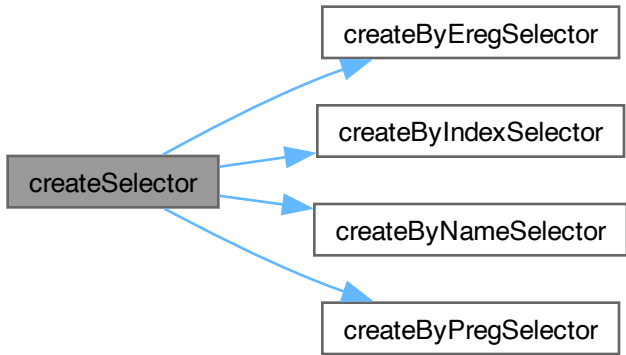 createByEregSelector
createByIndexSelector
createSelector
createByNameSelector
createByPregSelector